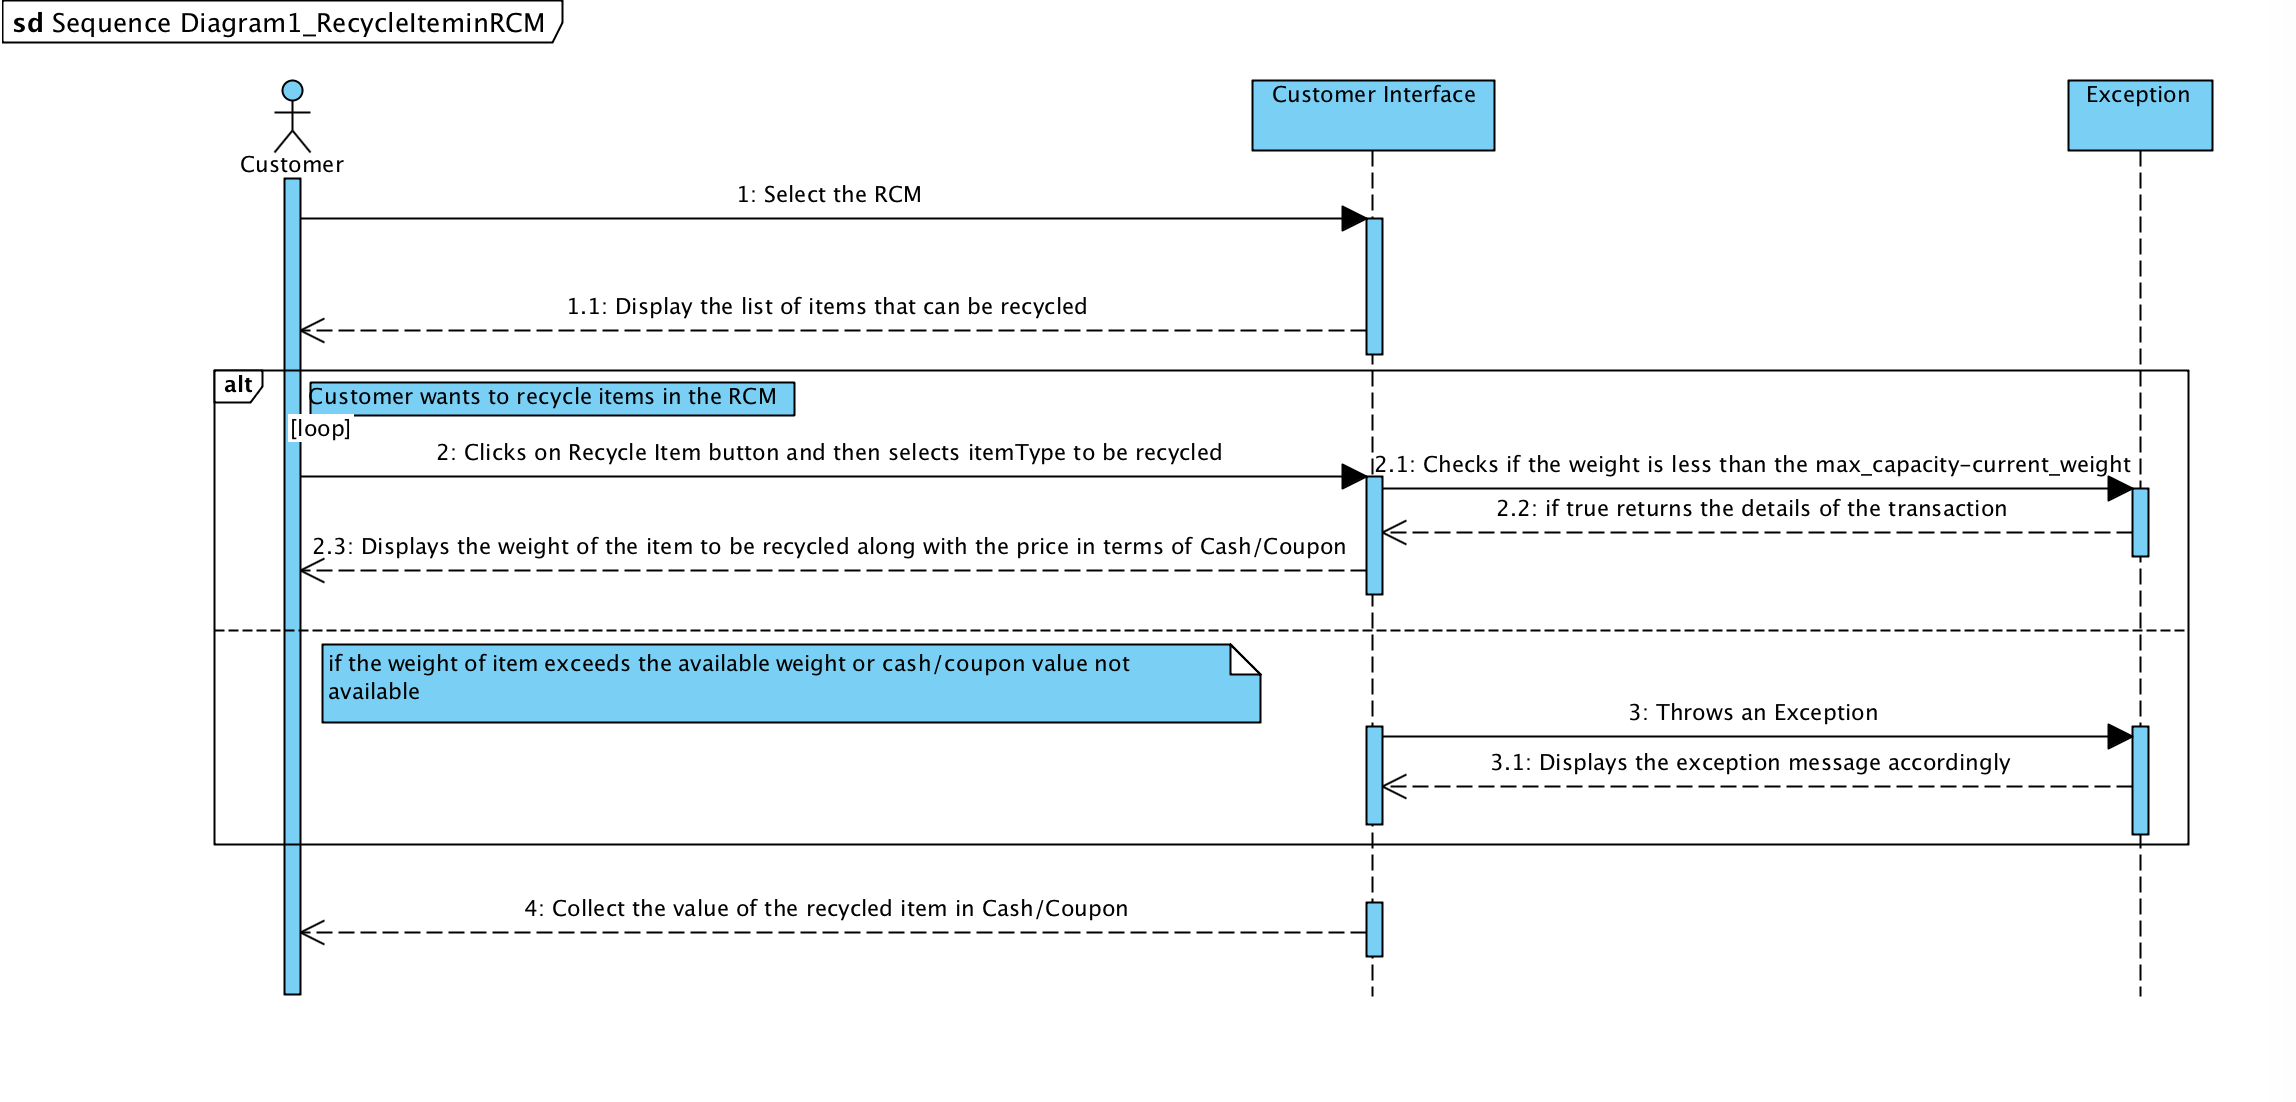 sd Sequence Diagram1_RecycleIteminRCM
Customer
Customer Interface
Exception
1: Select the RCM
1.1: Display the list of items that can be recycled
alt
Customer wants to recycle items in the RCM
[loop]
2: Clicks on Recycle Item button and then selects itemType to be recycled
2.1: Checks if the weight is less than the max_capacity-current_weight
2.2: if true returns the details of the transaction
2.3: Displays the weight of the item to be recycled along with the price in terms of Cash/Coupon
if the weight of item exceeds the available weight or cash/coupon value not
available
3: Throws an Exception
3.1: Displays the exception message accordingly
4: Collect the value of the recycled item in Cash/Coupon